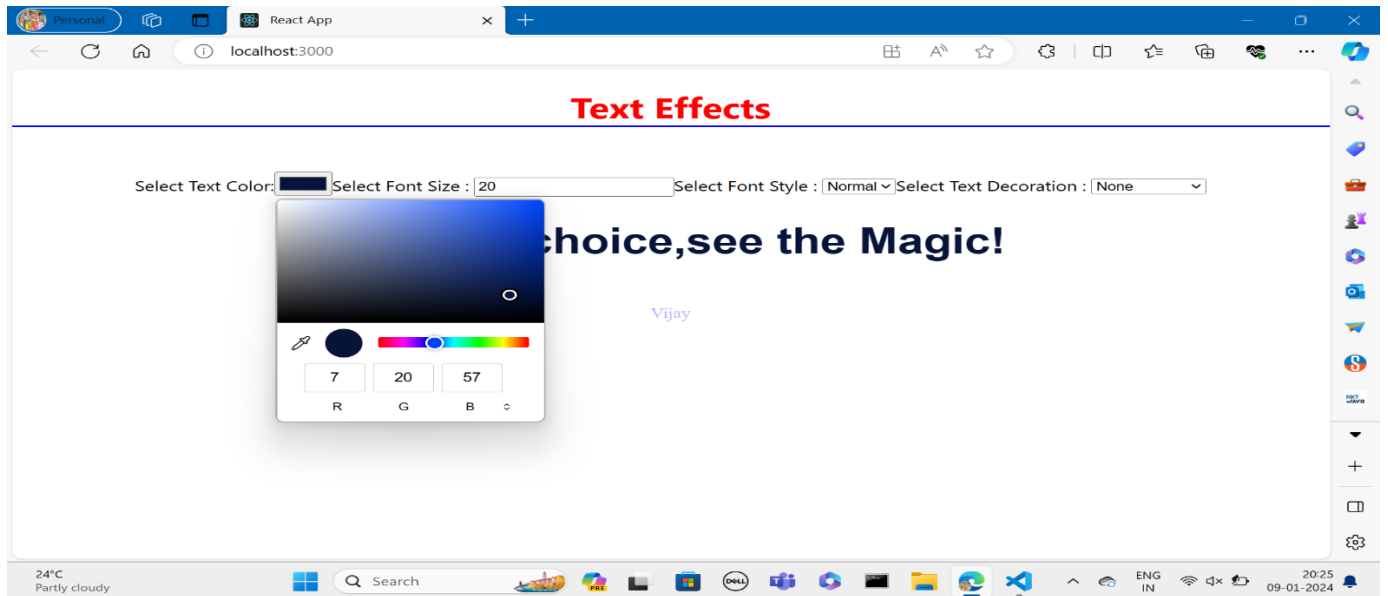 Personal
React App
localhost:3000
Text Effects
Select Text Color: Select Font Size : 20 Select Font Style : Normal Select Text Decoration : None
choice,see the Magic!
Vijay
7 20 57
R G B
24°C
Partly cloudy
Search
PRE
DELL
ENG
IN
20:25
09-01-2024